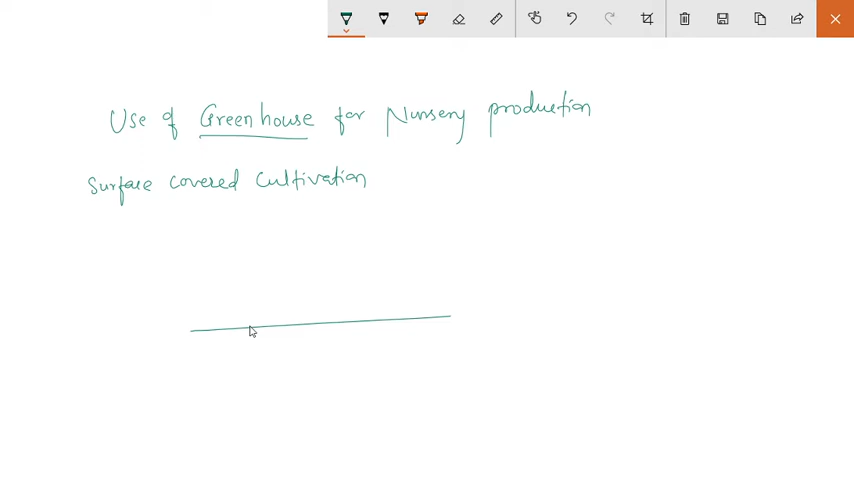 Use of Greenhouse for Nursery production
Surface covered cultivation